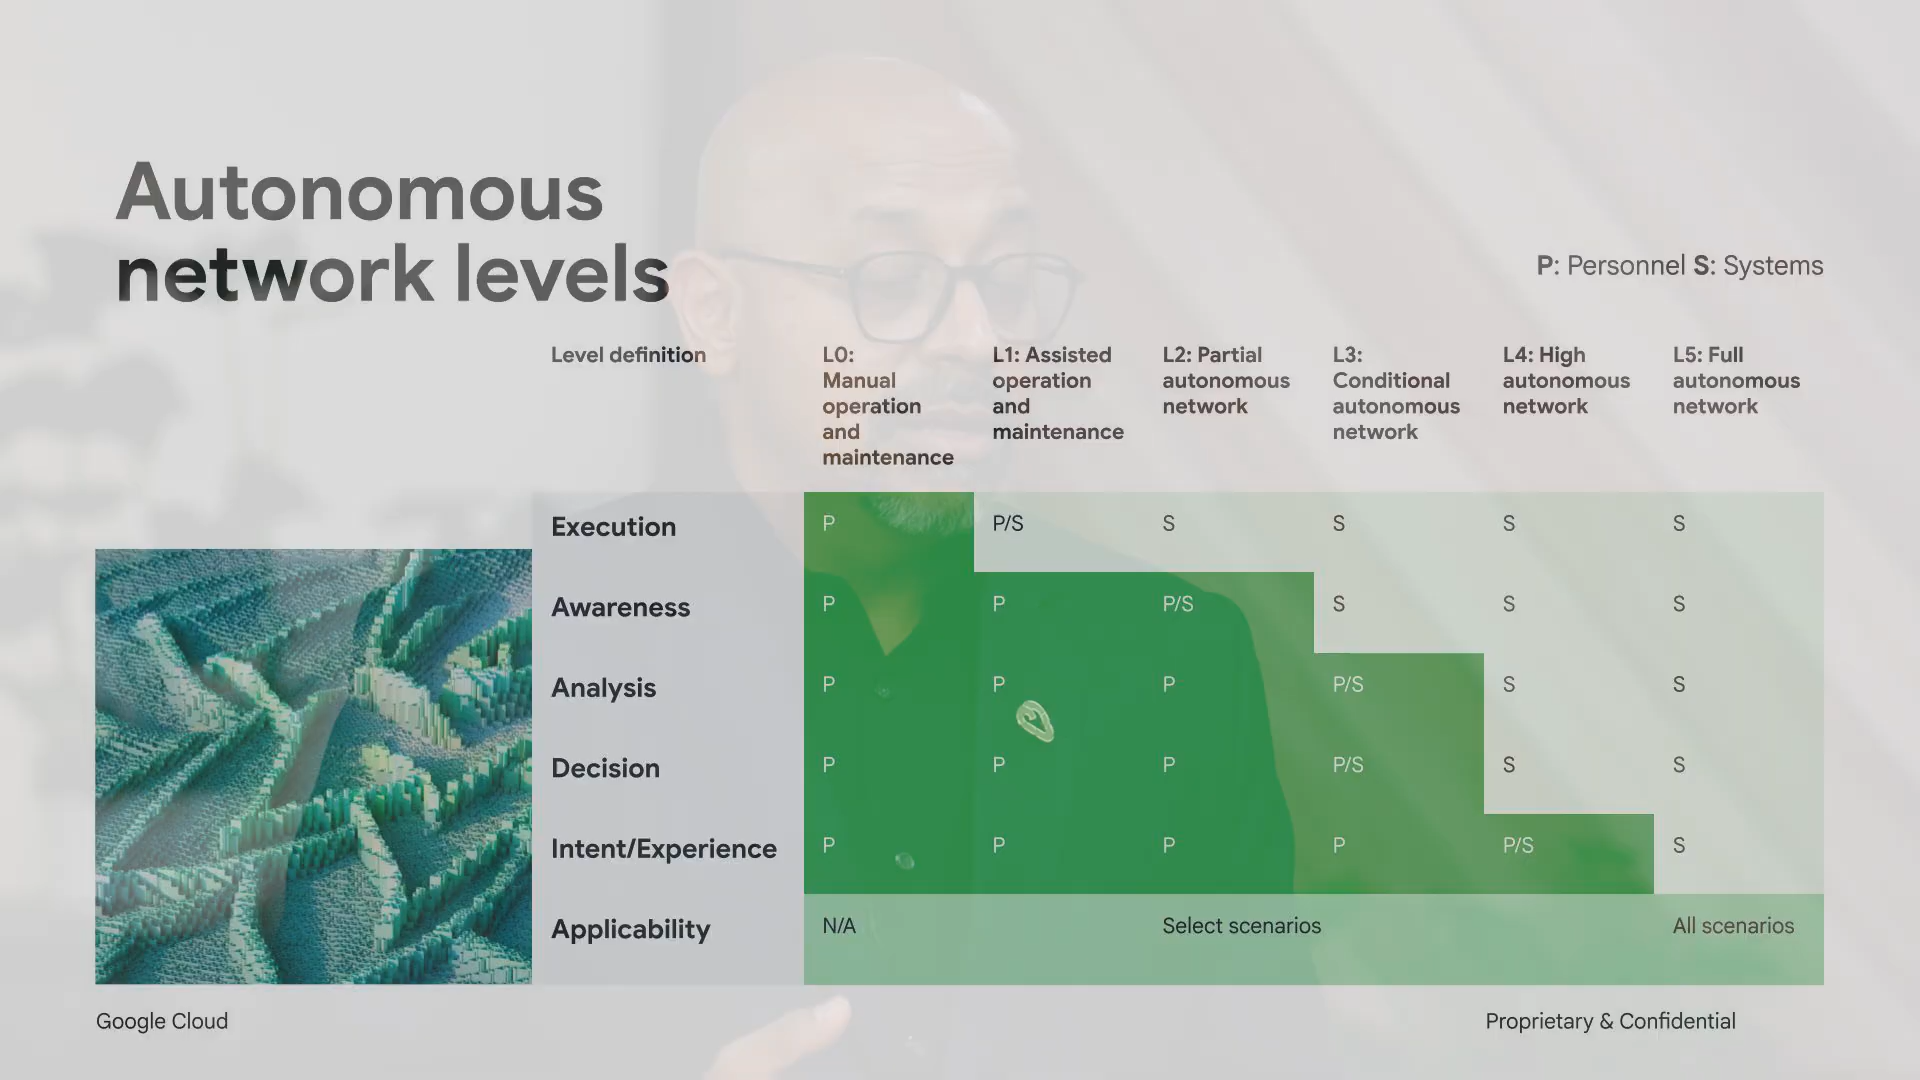 Autonomous
network levels
P: Personnel S: Systems
Level definition
L0:
Manual
operation
and
maintenance
L1: Assisted
operation
and
maintenance
L2: Partial
autonomous
network
L3:
Conditional
autonomous
network
L4: High
autonomous
network
L5: Full
autonomous
network
Execution P P/S S S S S
Awareness P P P/S S S S
Analysis P P P P/S S S
Decision P P P P/S S S
Intent/Experience P P P P P/S S
Applicability N/A Select scenarios All scenarios
Google Cloud
Proprietary & Confidential